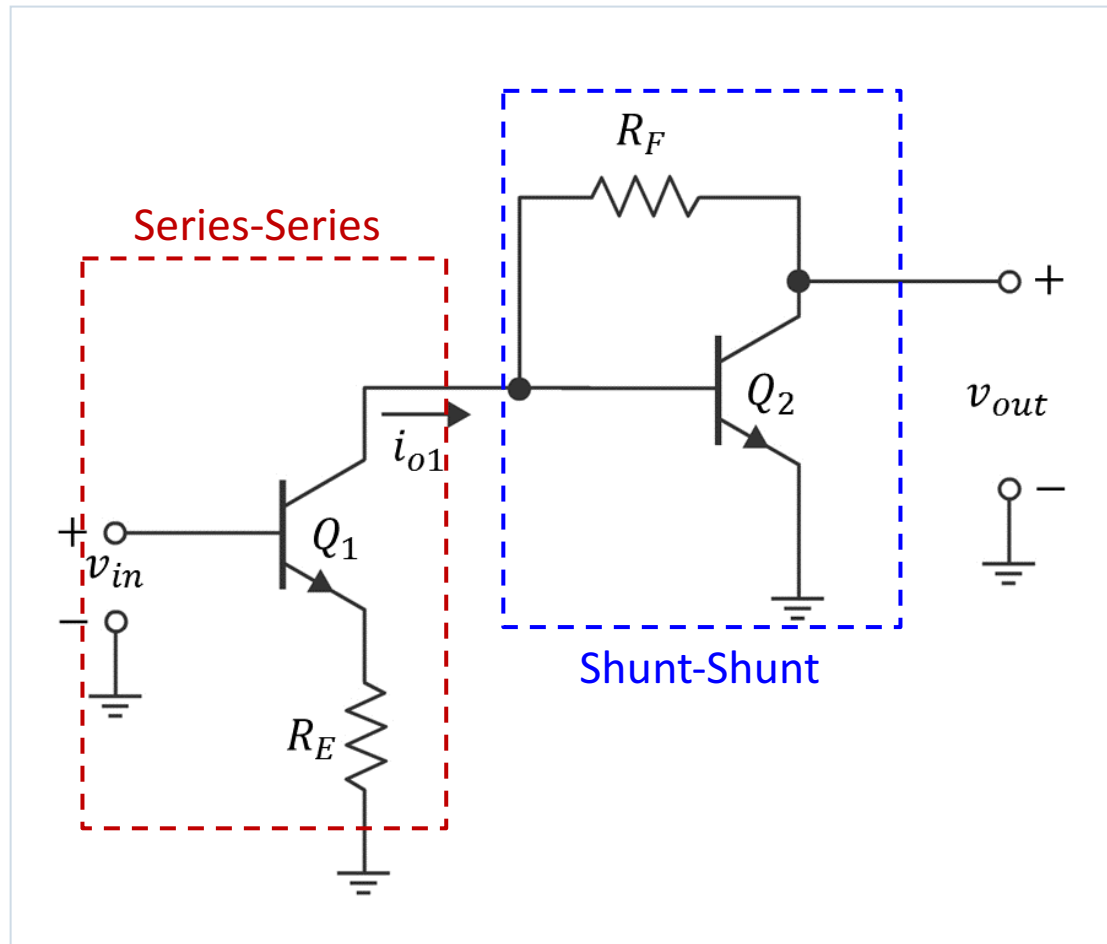 R_F
Series-Series
+
Q_2
v_out
i_o1
+
Q_1
v_in
−
−
Shunt-Shunt
R_E